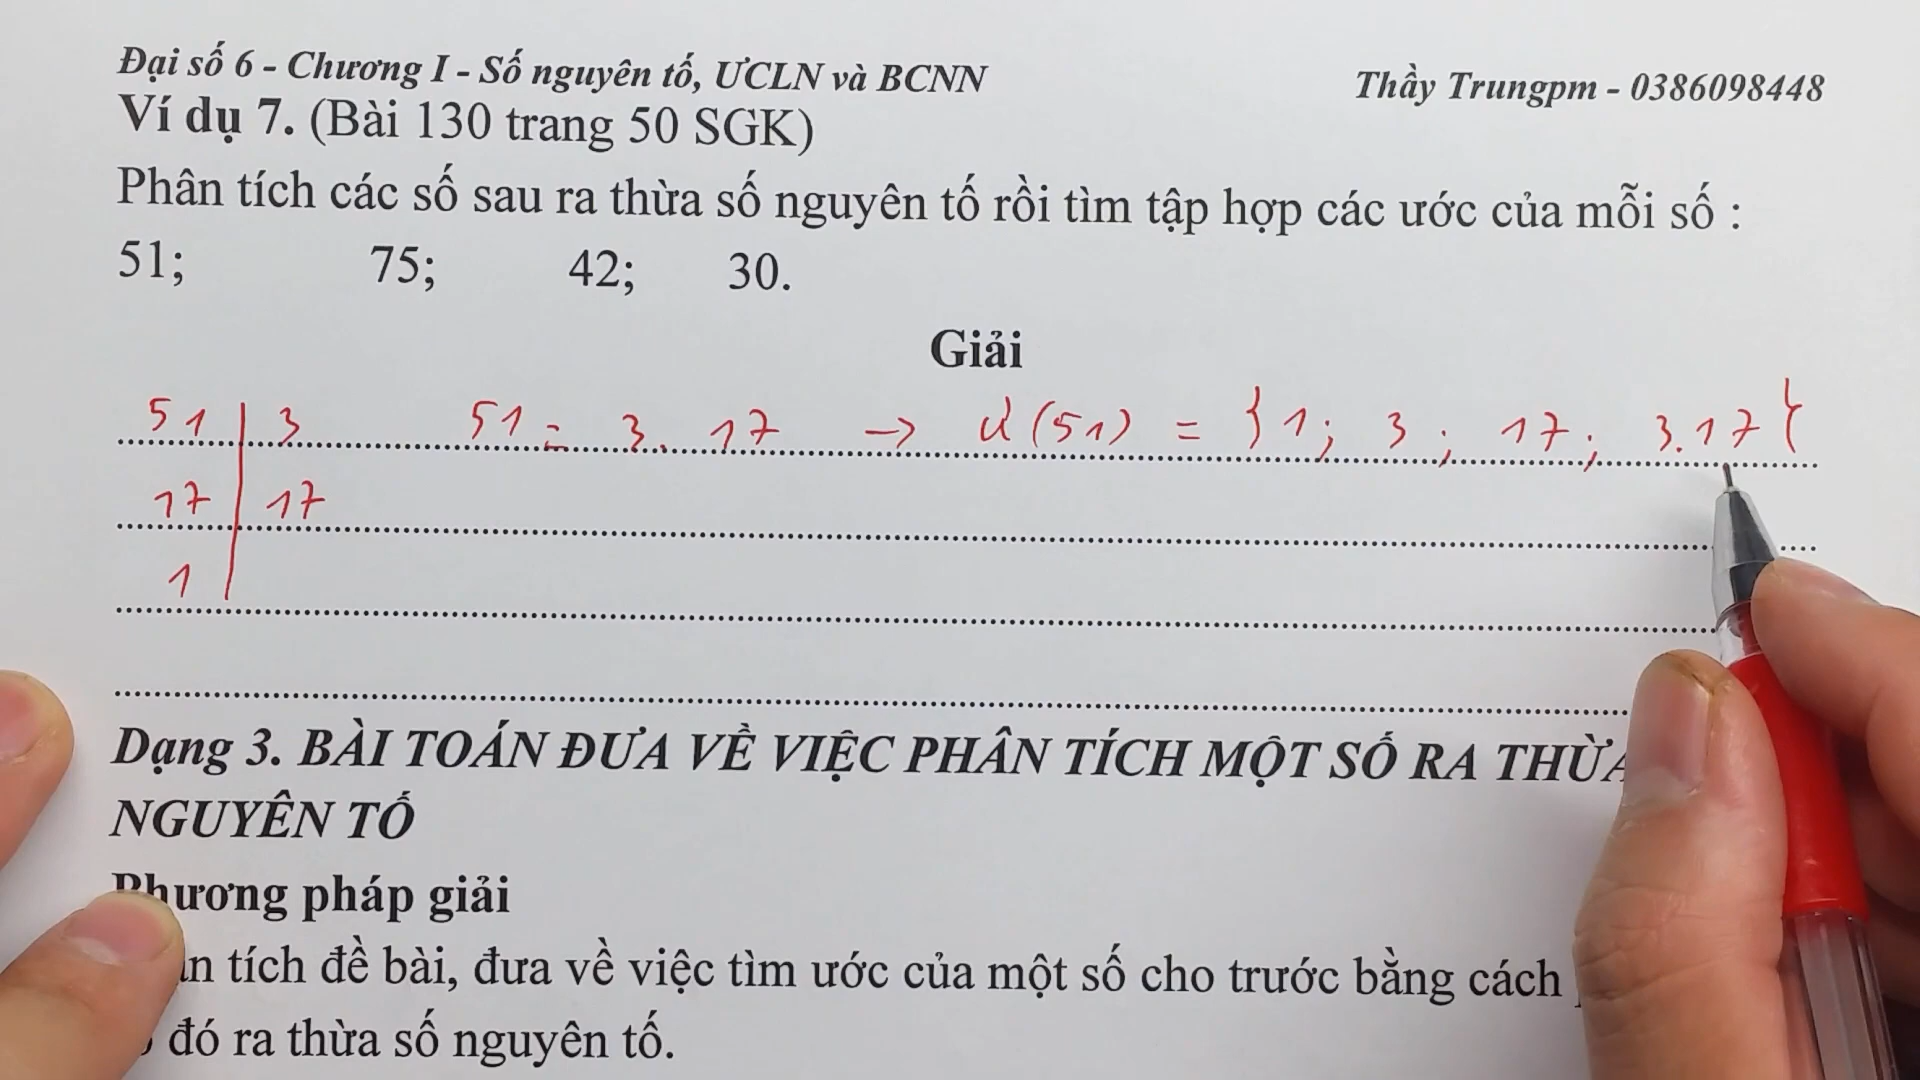 Đại số 6 - Chương I - Số nguyên tố, ƯCLN và BCNN
Thầy Trungpm - 0386098448
Ví dụ 7. (Bài 130 trang 50 SGK)
Phân tích các số sau ra thừa số nguyên tố rồi tìm tập hợp các ước của mỗi số :
51; 75; 42; 30.
Giải
51 | 3 51 = 3. 17 → Ư(51) = {1; 3; 17; 3.17}
17 | 17
1 |
Dạng 3. BÀI TOÁN ĐƯA VỀ VIỆC PHÂN TÍCH MỘT SỐ RA THỪA
NGUYÊN TỐ
Phương pháp giải
tích đề bài, đưa về việc tìm ước của một số cho trước bằng cách
đó ra thừa số nguyên tố.